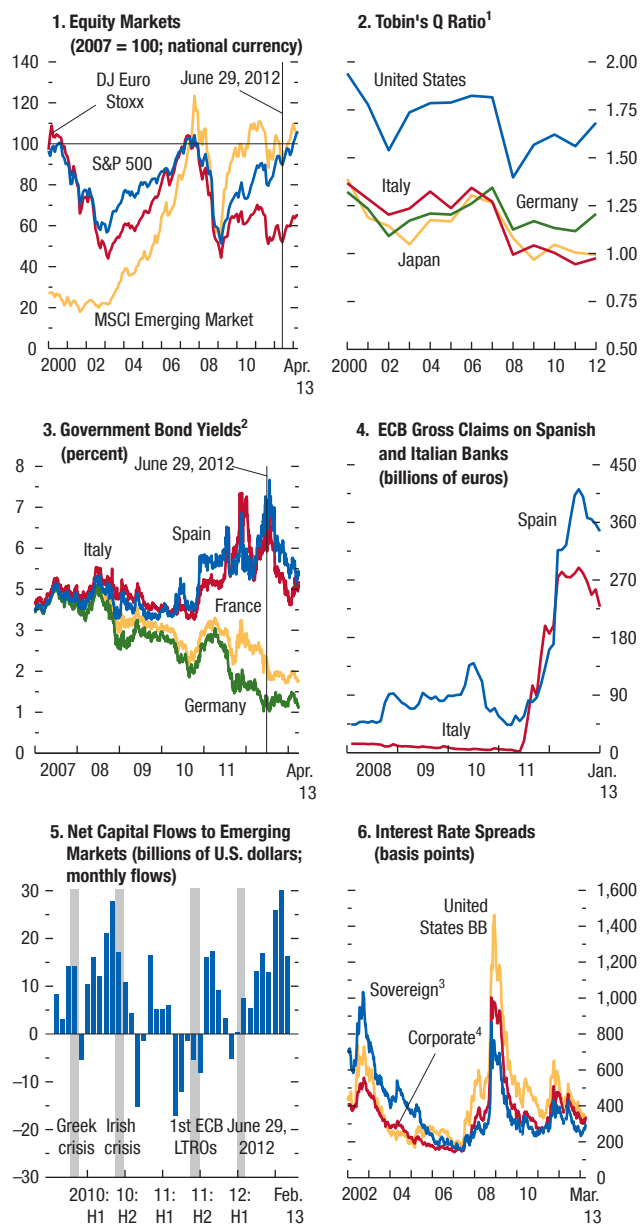 1. Equity Markets
(2007 = 100; national currency)
DJ Euro
Stoxx
June 29, 2012
S&P 500
MSCI Emerging Market
140
120
100
80
60
40
20
0
2000 02 04 06 08 10 12 Apr.
13
2. Tobin's Q Ratio¹
United States
Italy
Germany
Japan
2.00
1.75
1.50
1.25
1.00
0.75
0.50
2000 02 04 06 08 10 12
3. Government Bond Yields²
(percent)
June 29, 2012
Spain
Italy
France
Germany
8
7
6
5
4
3
2
1
0
2007 08 09 10 11 Apr.
13
4. ECB Gross Claims on Spanish
and Italian Banks
(billions of euros)
Spain
Italy
450
360
270
180
90
0
2008 09 10 11 12 Jan.
13
5. Net Capital Flows to Emerging
Markets (billions of U.S. dollars;
monthly flows)
30
20
10
0
–10
–20
–30
Greek
crisis
Irish
crisis
1st ECB
LTROs
June 29,
2012
2010:
H1
10:
H2
11:
H1
11:
H2
12:
H1
Feb.
13
6. Interest Rate Spreads
(basis points)
United
States BB
Sovereign³
Corporate⁴
1,600
1,400
1,200
1,000
800
600
400
200
0
2002 04 06 08 10 Mar.
13